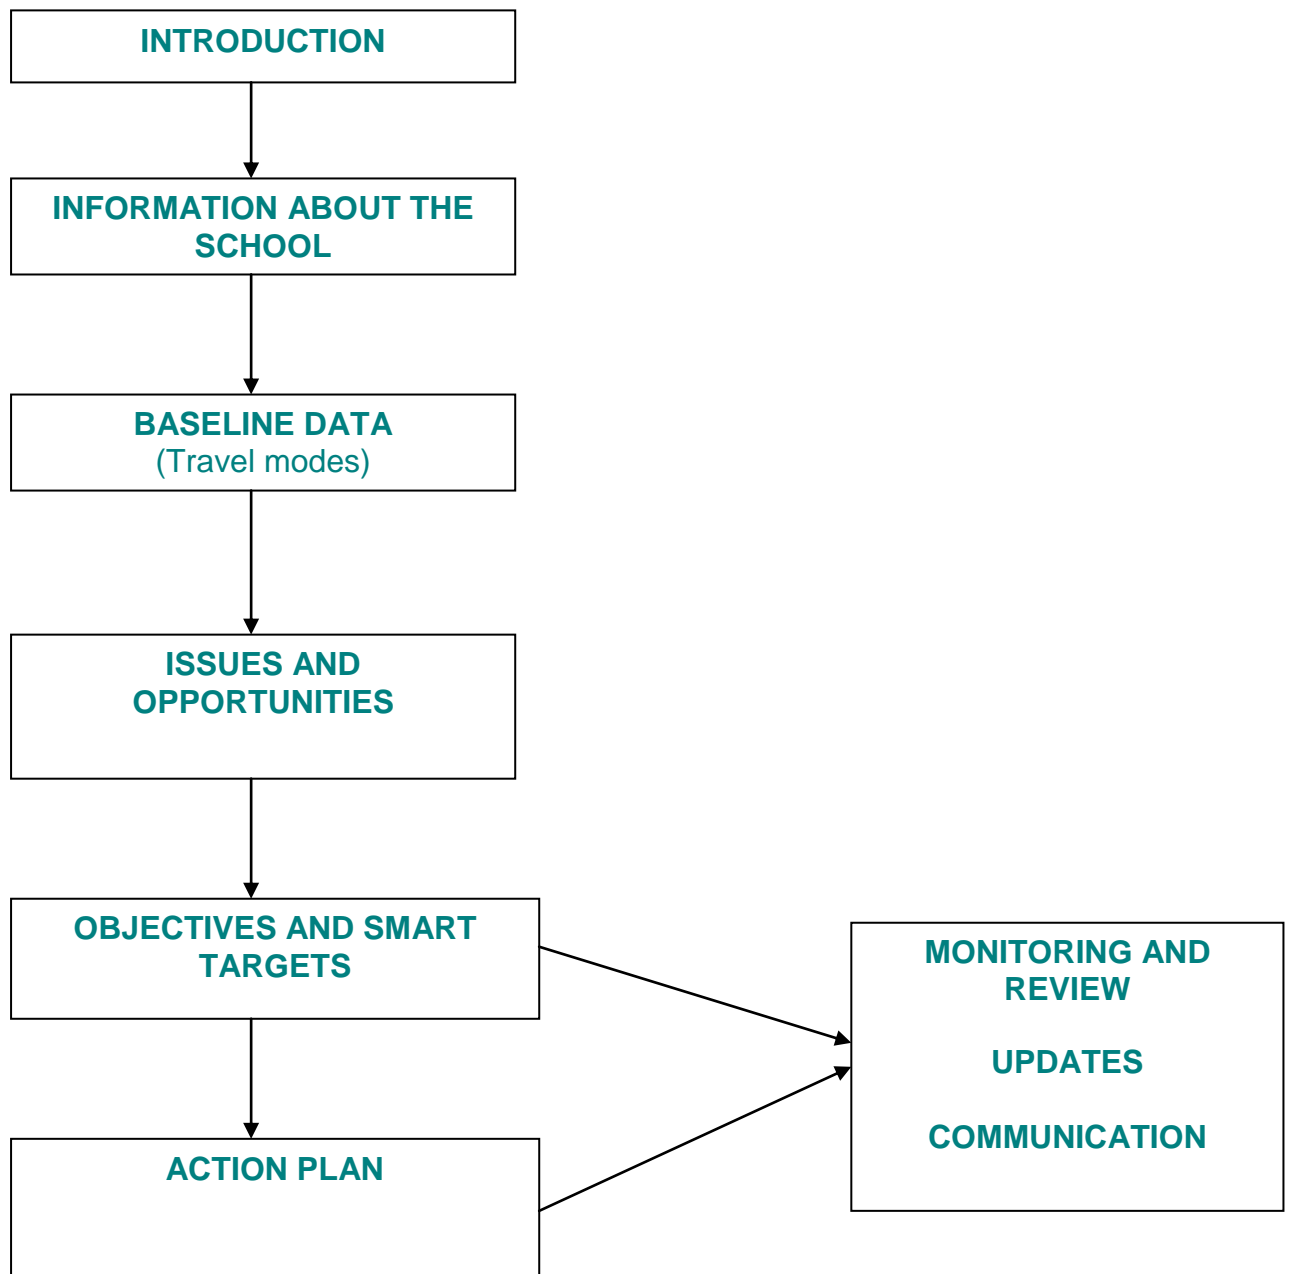 INTRODUCTION
INFORMATION ABOUT THE
SCHOOL
BASELINE DATA
(Travel modes)
ISSUES AND
OPPORTUNITIES
OBJECTIVES AND SMART
TARGETS
MONITORING AND
REVIEW
UPDATES
COMMUNICATION
ACTION PLAN